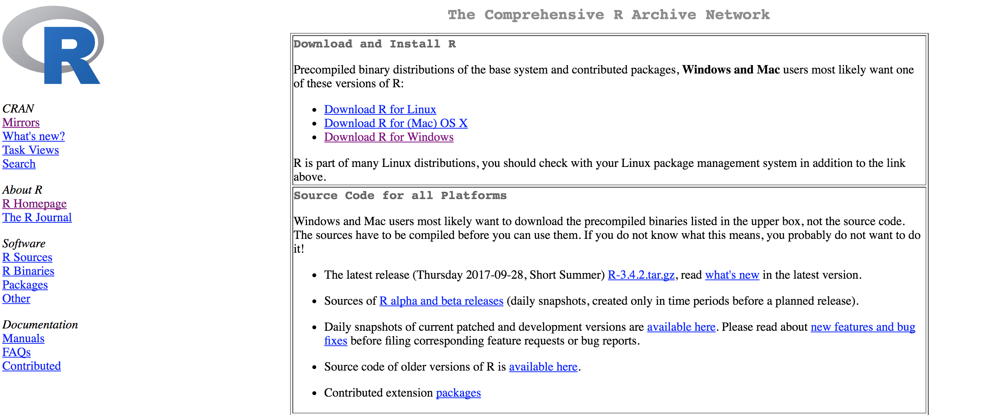 R
CRAN
Mirrors
What's new?
Task Views
Search
About R
R Homepage
The R Journal
Software
R Sources
R Binaries
Packages
Other
Documentation
Manuals
FAQs
Contributed
The Comprehensive R Archive Network
Download and Install R
Precompiled binary distributions of the base system and contributed packages, Windows and Mac users most likely want one
of these versions of R:
• Download R for Linux
• Download R for (Mac) OS X
• Download R for Windows
R is part of many Linux distributions, you should check with your Linux package management system in addition to the link
above.
Source Code for all Platforms
Windows and Mac users most likely want to download the precompiled binaries listed in the upper box, not the source code.
The sources have to be compiled before you can use them. If you do not know what this means, you probably do not want to do
it!
• The latest release (Thursday 2017-09-28, Short Summer) R-3.4.2.tar.gz, read what's new in the latest version.
• Sources of R alpha and beta releases (daily snapshots, created only in time periods before a planned release).
• Daily snapshots of current patched and development versions are available here. Please read about new features and bug
fixes before filing corresponding feature requests or bug reports.
• Source code of older versions of R is available here.
• Contributed extension packages